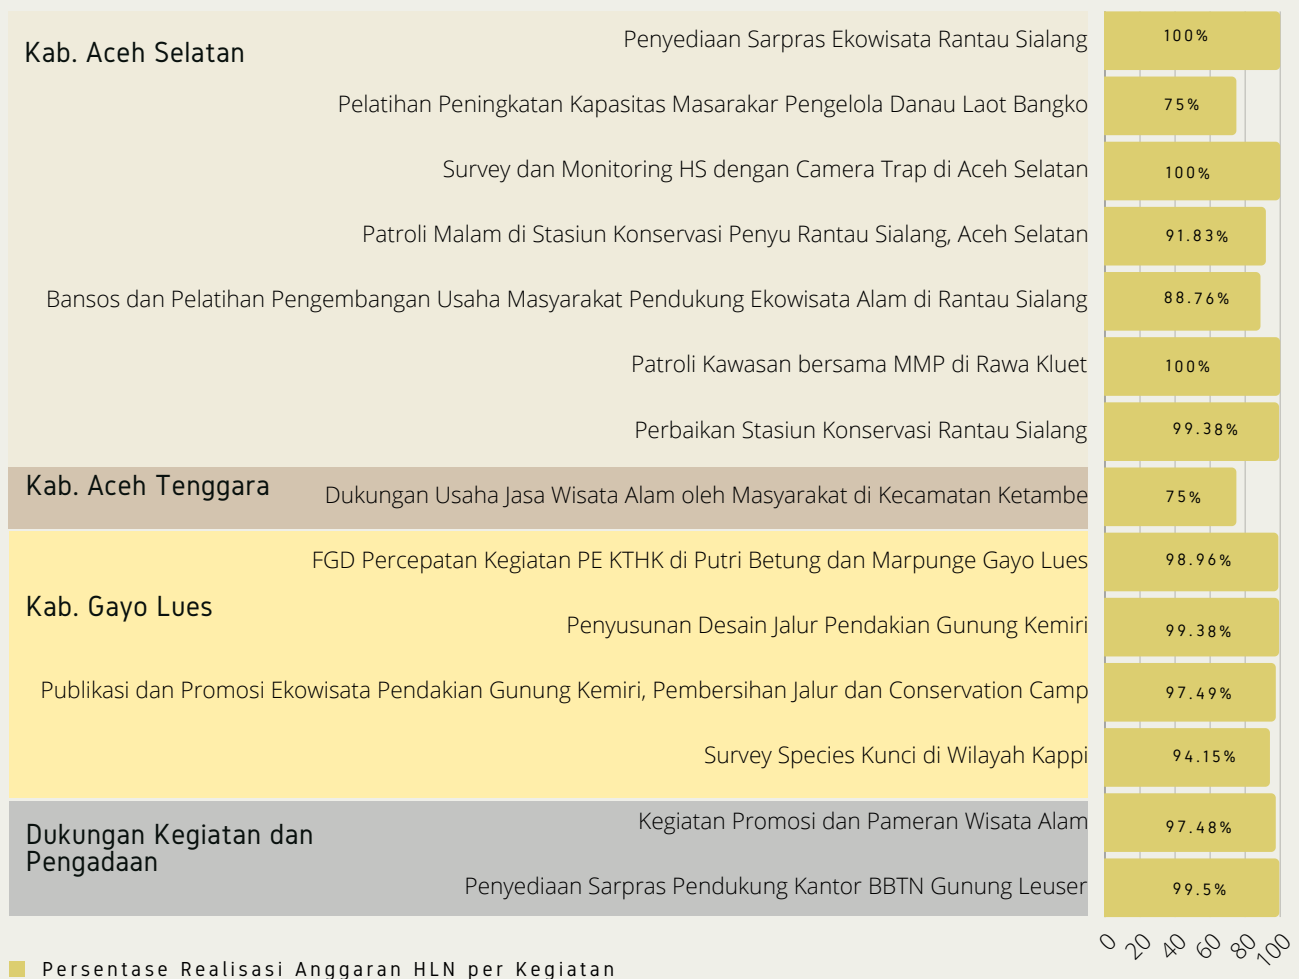 Kab. Aceh Selatan
Penyediaan Sarpras Ekowisata Rantau Sialang
100%
Pelatihan Peningkatan Kapasitas Masarakar Pengelola Danau Laot Bangko
75%
Survey dan Monitoring HS dengan Camera Trap di Aceh Selatan
100%
Patroli Malam di Stasiun Konservasi Penyu Rantau Sialang, Aceh Selatan
91.83%
Bansos dan Pelatihan Pengembangan Usaha Masyarakat Pendukung Ekowisata Alam di Rantau Sialang
88.76%
Patroli Kawasan bersama MMP di Rawa Kluet
100%
Perbaikan Stasiun Konservasi Rantau Sialang
99.38%
Kab. Aceh Tenggara
Dukungan Usaha Jasa Wisata Alam oleh Masyarakat di Kecamatan Ketambe
75%
Kab. Gayo Lues
FGD Percepatan Kegiatan PE KTHK di Putri Betung dan Marpunge Gayo Lues
98.96%
Penyusunan Desain Jalur Pendakian Gunung Kemiri
99.38%
Publikasi dan Promosi Ekowisata Pendakian Gunung Kemiri, Pembersihan Jalur dan Conservation Camp
97.49%
Survey Species Kunci di Wilayah Kappi
94.15%
Dukungan Kegiatan dan
Pengadaan
Kegiatan Promosi dan Pameran Wisata Alam
97.48%
Penyediaan Sarpras Pendukung Kantor BBTN Gunung Leuser
99.5%
0 20 40 60 80 100
Persentase Realisasi Anggaran HLN per Kegiatan